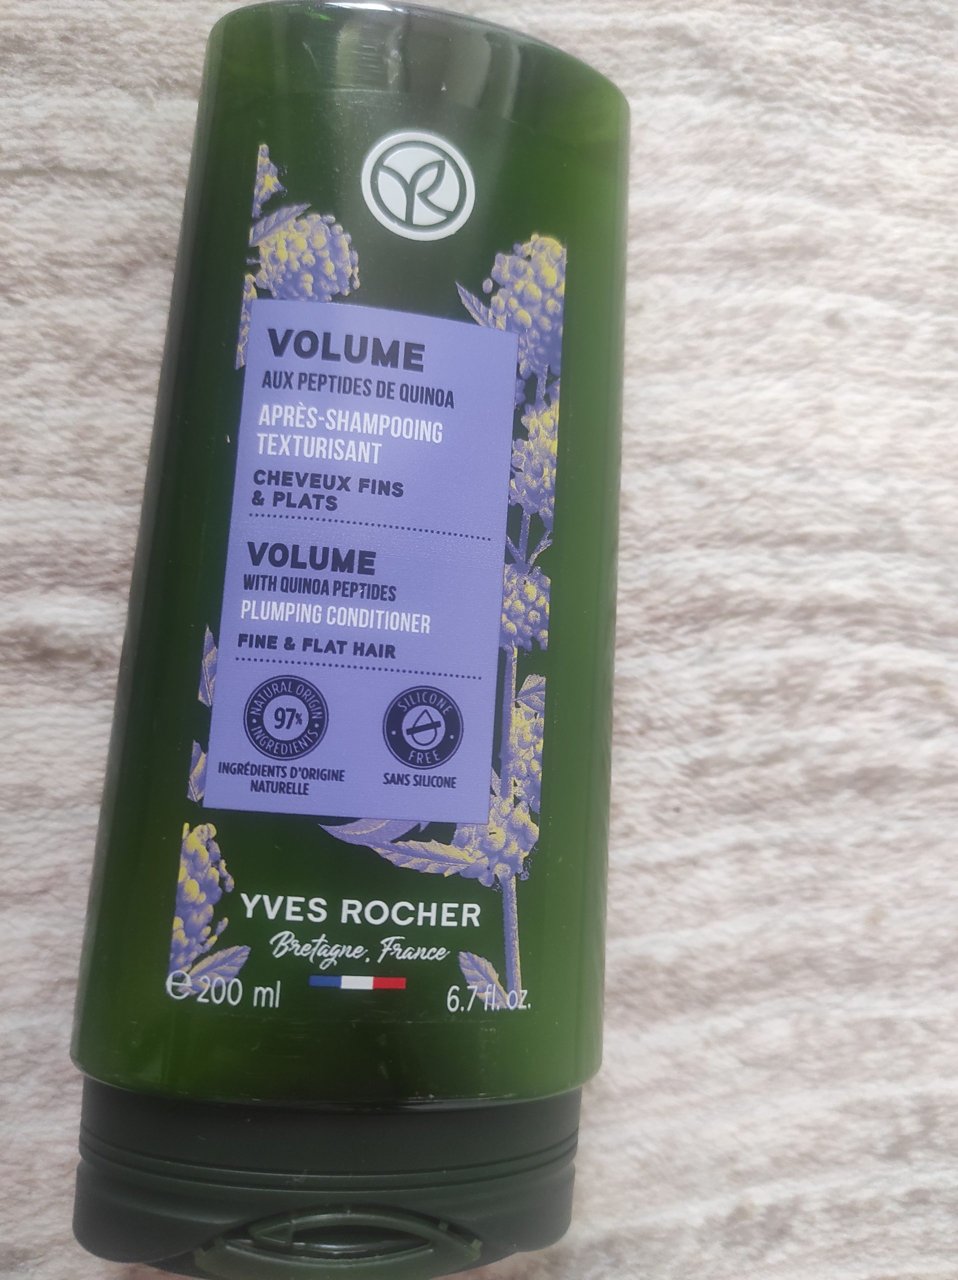 YR
VOLUME
AUX PEPTIDES DE QUINOA
APRÈS-SHAMPOOING
TEXTURISANT
CHEVEUX FINS
& PLATS
VOLUME
WITH QUINOA PEPTIDES
PLUMPING CONDITIONER
FINE & FLAT HAIR
NATURAL ORIGIN
97%
INGREDIENTS
INGRÉDIENTS D'ORIGINE
NATURELLE
SILICONE
FREE
SANS SILICONE
YVES ROCHER
Bretagne, France
℮ 200 ml
6.7 fl. oz.